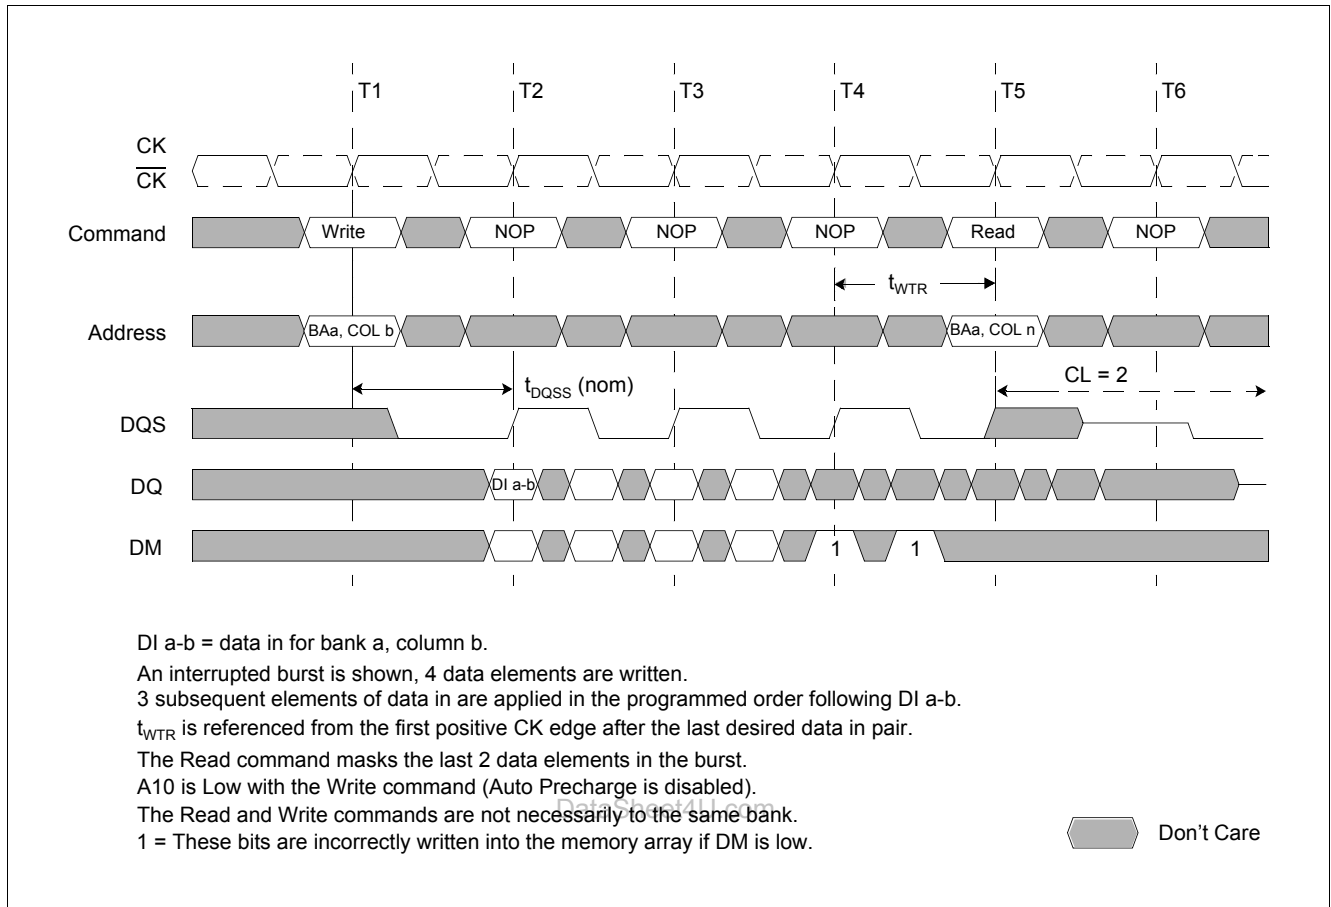 T1 T2 T3 T4 T5 T6
CK
CK
Command Write NOP NOP NOP Read NOP
tWTR
Address BAa, COL b BAa, COL n
tDQSS (nom) CL = 2
DQS
DQ DI a-b
DM 1 1
DI a-b = data in for bank a, column b.
An interrupted burst is shown, 4 data elements are written.
3 subsequent elements of data in are applied in the programmed order following DI a-b.
tWTR is referenced from the first positive CK edge after the last desired data in pair.
The Read command masks the last 2 data elements in the burst.
A10 is Low with the Write command (Auto Precharge is disabled).
DataSheet4U.com
The Read and Write commands are not necessarily to the same bank.
1 = These bits are incorrectly written into the memory array if DM is low.
Don't Care